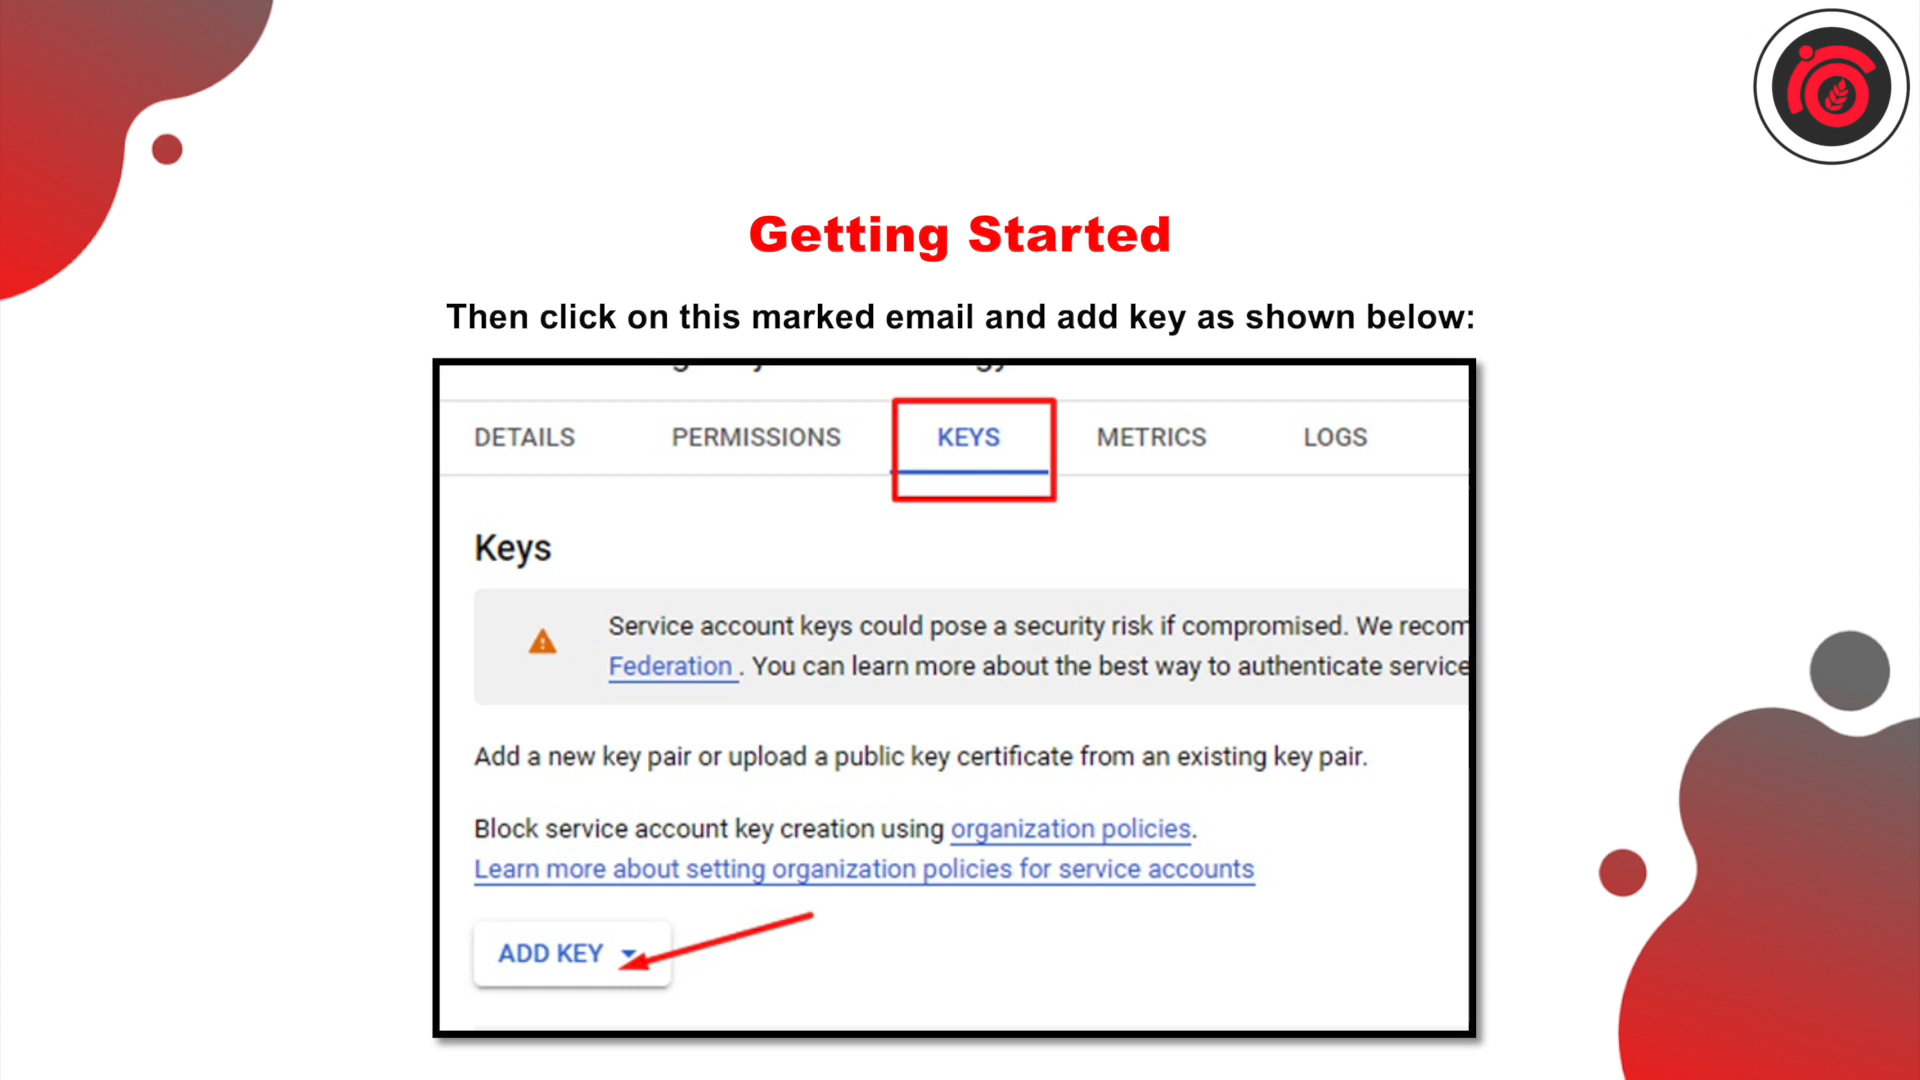 Getting Started
Then click on this marked email and add key as shown below:
DETAILS PERMISSIONS KEYS METRICS LOGS
Keys
Service account keys could pose a security risk if compromised. We recom
Federation . You can learn more about the best way to authenticate service
Add a new key pair or upload a public key certificate from an existing key pair.
Block service account key creation using organization policies.
Learn more about setting organization policies for service accounts
ADD KEY